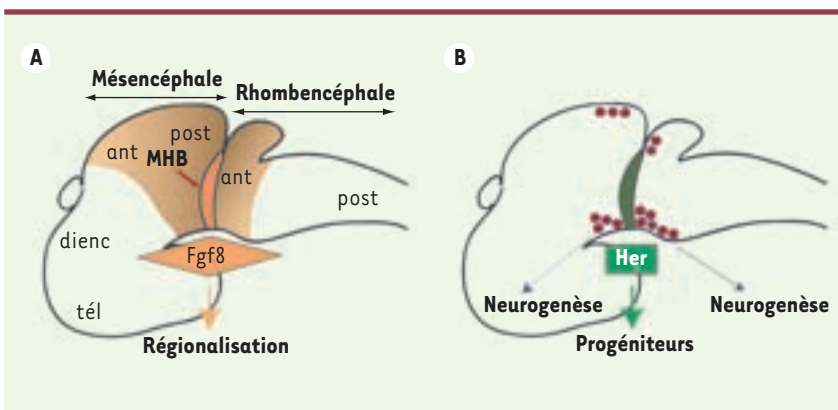 A
Mésencéphale
Rhombencéphale
post
ant
MHB
ant
post
dienc
Fgf8
tél
Régionalisation
B
Her
Neurogenèse
Neurogenèse
Progéniteurs